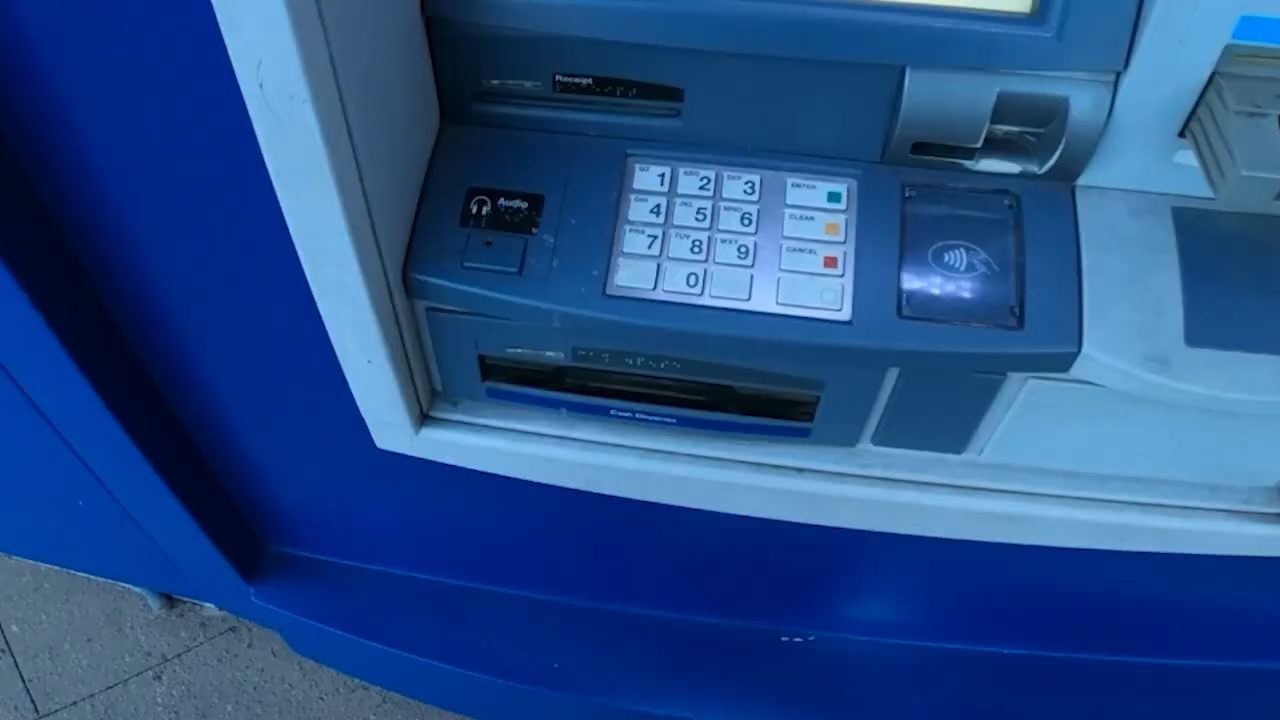 Receipt
Audio
QZ 1
ABC 2
DEF 3
ENTER
GHI 4
JKL 5
MNO 6
CLEAR
PRS 7
TUV 8
WXY 9
CANCEL
0
Cash Dispenser